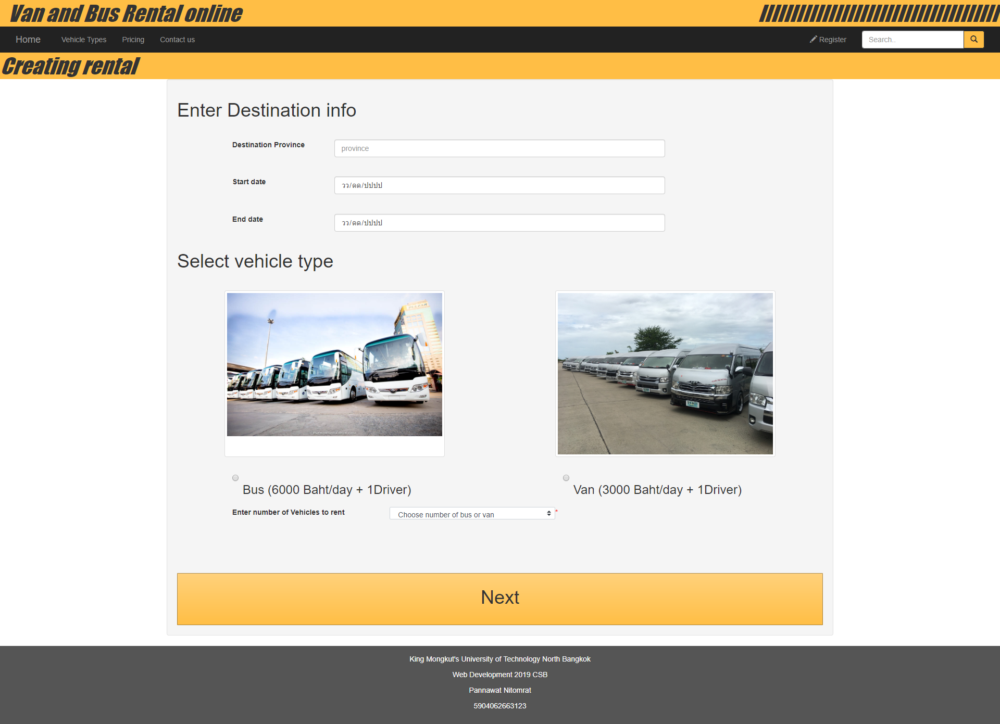 Van and Bus Rental online
Home Vehicle Types Pricing Contact us Register Search..
Creating rental
Enter Destination info
Destination Province province
Start date วว/ดด/ปปปป
End date วว/ดด/ปปปป
Select vehicle type
Bus (6000 Baht/day + 1Driver) Van (3000 Baht/day + 1Driver)
Enter number of Vehicles to rent Choose number of bus or van *
Next
King Mongkut's University of Technology North Bangkok
Web Development 2019 CSB
Pannawat Nitomrat
5904062663123